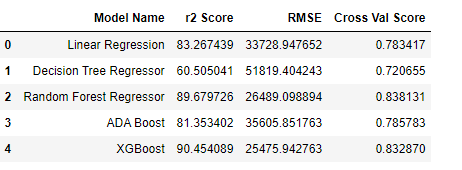 Model Name r2 Score RMSE Cross Val Score
0 Linear Regression 83.267439 33728.947652 0.783417
1 Decision Tree Regressor 60.505041 51819.404243 0.720655
2 Random Forest Regressor 89.679726 26489.098894 0.838131
3 ADA Boost 81.353402 35605.851763 0.785783
4 XGBoost 90.454089 25475.942763 0.832870